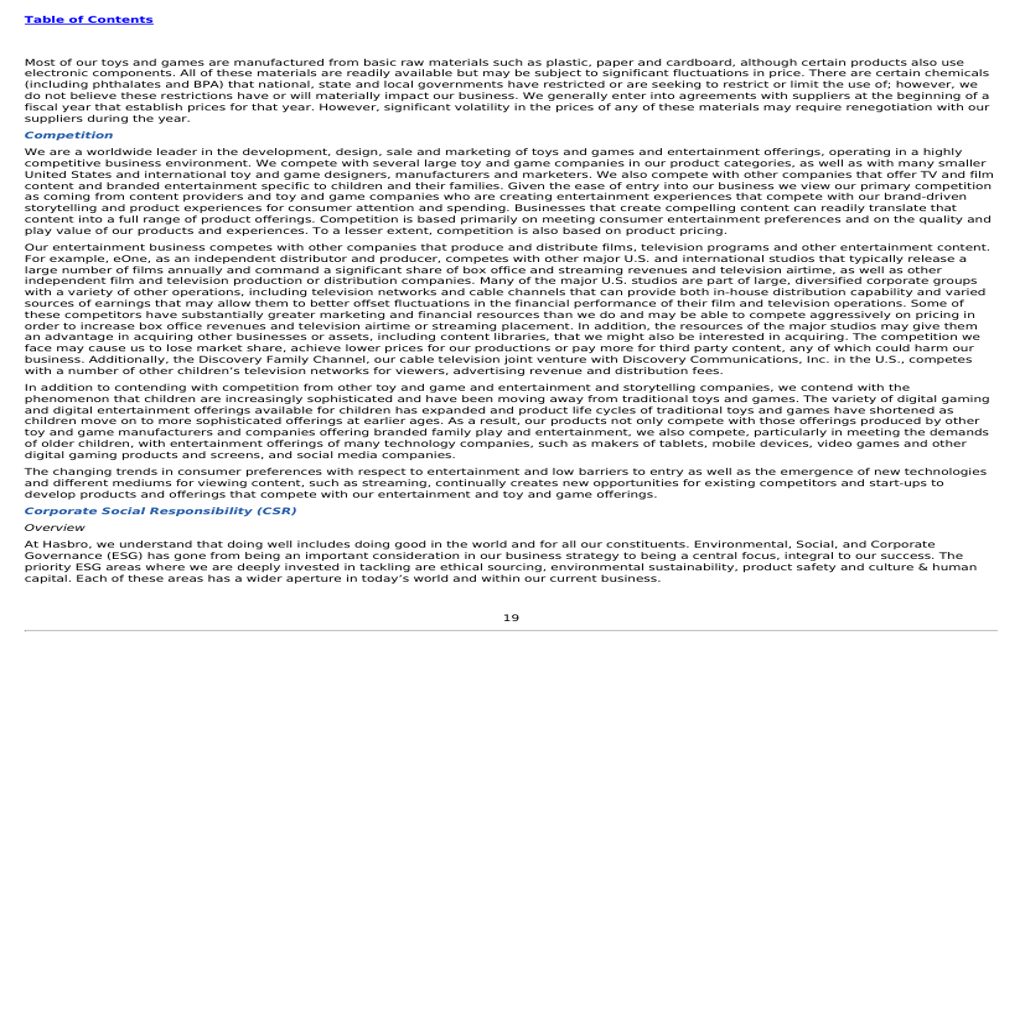 Table of Contents
Most of our toys and games are manufactured from basic raw materials such as plastic, paper and cardboard, although certain products also use
electronic components. All of these materials are readily available but may be subject to significant fluctuations in price. There are certain chemicals
(including phthalates and BPA) that national, state and local governments have restricted or are seeking to restrict or limit the use of; however, we
do not believe these restrictions have or will materially impact our business. We generally enter into agreements with suppliers at the beginning of a
fiscal year that establish prices for that year. However, significant volatility in the prices of any of these materials may require renegotiation with our
suppliers during the year.
Competition
We are a worldwide leader in the development, design, sale and marketing of toys and games and entertainment offerings, operating in a highly
competitive business environment. We compete with several large toy and game companies in our product categories, as well as with many smaller
United States and international toy and game designers, manufacturers and marketers. We also compete with other companies that offer TV and film
content and branded entertainment specific to children and their families. Given the ease of entry into our business we view our primary competition
as coming from content providers and toy and game companies who are creating entertainment experiences that compete with our brand-driven
storytelling and product experiences for consumer attention and spending. Businesses that create compelling content can readily translate that
content into a full range of product offerings. Competition is based primarily on meeting consumer entertainment preferences and on the quality and
play value of our products and experiences. To a lesser extent, competition is also based on product pricing.
Our entertainment business competes with other companies that produce and distribute films, television programs and other entertainment content.
For example, eOne, as an independent distributor and producer, competes with other major U.S. and international studios that typically release a
large number of films annually and command a significant share of box office and streaming revenues and television airtime, as well as other
independent film and television production or distribution companies. Many of the major U.S. studios are part of large, diversified corporate groups
with a variety of other operations, including television networks and cable channels that can provide both in-house distribution capability and varied
sources of earnings that may allow them to better offset fluctuations in the financial performance of their film and television operations. Some of
these competitors have substantially greater marketing and financial resources than we do and may be able to compete aggressively on pricing in
order to increase box office revenues and television airtime or streaming placement. In addition, the resources of the major studios may give them
an advantage in acquiring other businesses or assets, including content libraries, that we might also be interested in acquiring. The competition we
face may cause us to lose market share, achieve lower prices for our productions or pay more for third party content, any of which could harm our
business. Additionally, the Discovery Family Channel, our cable television joint venture with Discovery Communications, Inc. in the U.S., competes
with a number of other children’s television networks for viewers, advertising revenue and distribution fees.
In addition to contending with competition from other toy and game and entertainment and storytelling companies, we contend with the
phenomenon that children are increasingly sophisticated and have been moving away from traditional toys and games. The variety of digital gaming
and digital entertainment offerings available for children has expanded and product life cycles of traditional toys and games have shortened as
children move on to more sophisticated offerings at earlier ages. As a result, our products not only compete with those offerings produced by other
toy and game manufacturers and companies offering branded family play and entertainment, we also compete, particularly in meeting the demands
of older children, with entertainment offerings of many technology companies, such as makers of tablets, mobile devices, video games and other
digital gaming products and screens, and social media companies.
The changing trends in consumer preferences with respect to entertainment and low barriers to entry as well as the emergence of new technologies
and different mediums for viewing content, such as streaming, continually creates new opportunities for existing competitors and start-ups to
develop products and offerings that compete with our entertainment and toy and game offerings.
Corporate Social Responsibility (CSR)
Overview
At Hasbro, we understand that doing well includes doing good in the world and for all our constituents. Environmental, Social, and Corporate
Governance (ESG) has gone from being an important consideration in our business strategy to being a central focus, integral to our success. The
priority ESG areas where we are deeply invested in tackling are ethical sourcing, environmental sustainability, product safety and culture & human
capital. Each of these areas has a wider aperture in today’s world and within our current business.
19